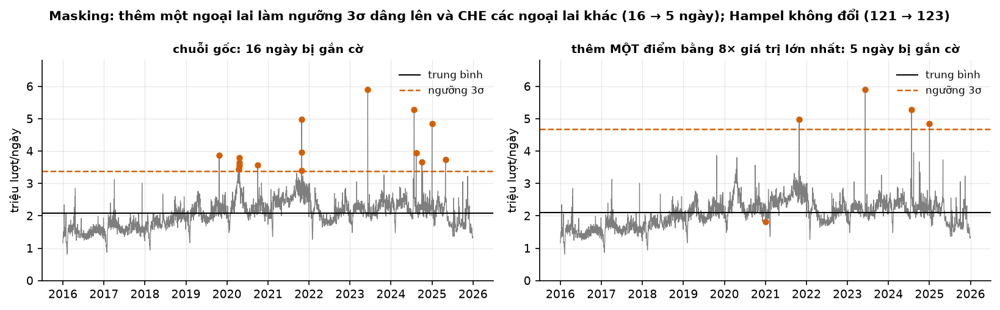 Masking: thêm một ngoại lai làm ngưỡng 3σ dâng lên và CHE các ngoại lai khác (16 → 5 ngày); Hampel không đổi (121 → 123)
chuỗi gốc: 16 ngày bị gắn cờ
triệu lượt/ngày
trung bình
ngưỡng 3σ
6
5
4
3
2
1
0
2016 2017 2018 2019 2020 2021 2022 2023 2024 2025 2026
thêm MỘT điểm bằng 8× giá trị lớn nhất: 5 ngày bị gắn cờ
triệu lượt/ngày
trung bình
ngưỡng 3σ
6
5
4
3
2
1
0
2016 2017 2018 2019 2020 2021 2022 2023 2024 2025 2026